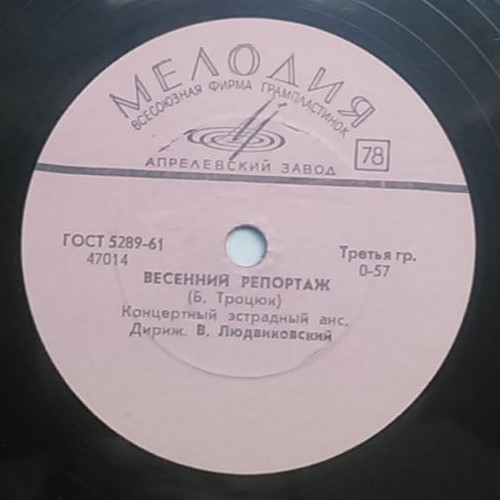 МЕЛОДИЯ
ВСЕСОЮЗНАЯ ФИРМА ГРАМПЛАСТИНОК
АПРЕЛЕВСКИЙ ЗАВОД
78
ГОСТ 5289-61
47014
Третья гр.
0-57
ВЕСЕННИЙ РЕПОРТАЖ
(Б. Троцюк)
Концертный эстрадный анс.
Дириж. В. Людвиковский